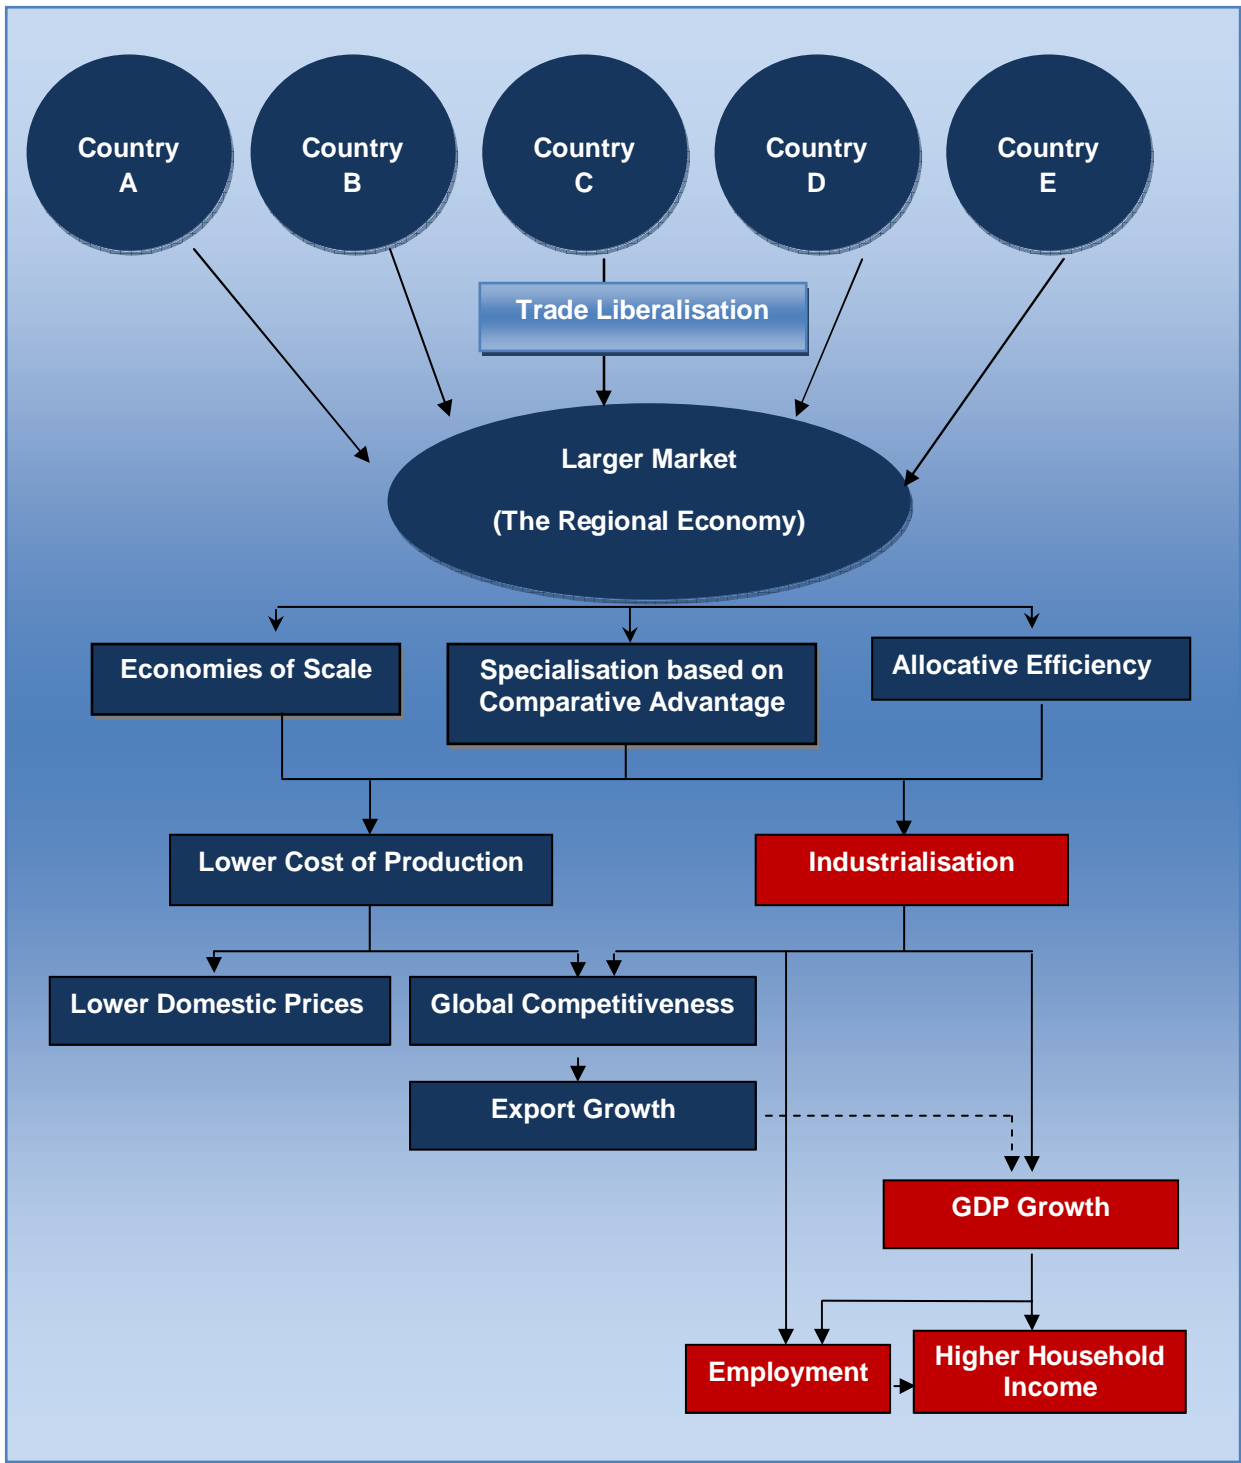 Country
A
Country
B
Country
C
Country
D
Country
E
Trade Liberalisation
Larger Market
(The Regional Economy)
Economies of Scale
Specialisation based on
Comparative Advantage
Allocative Efficiency
Lower Cost of Production
Industrialisation
Lower Domestic Prices
Global Competitiveness
Export Growth
GDP Growth
Employment
Higher Household
Income